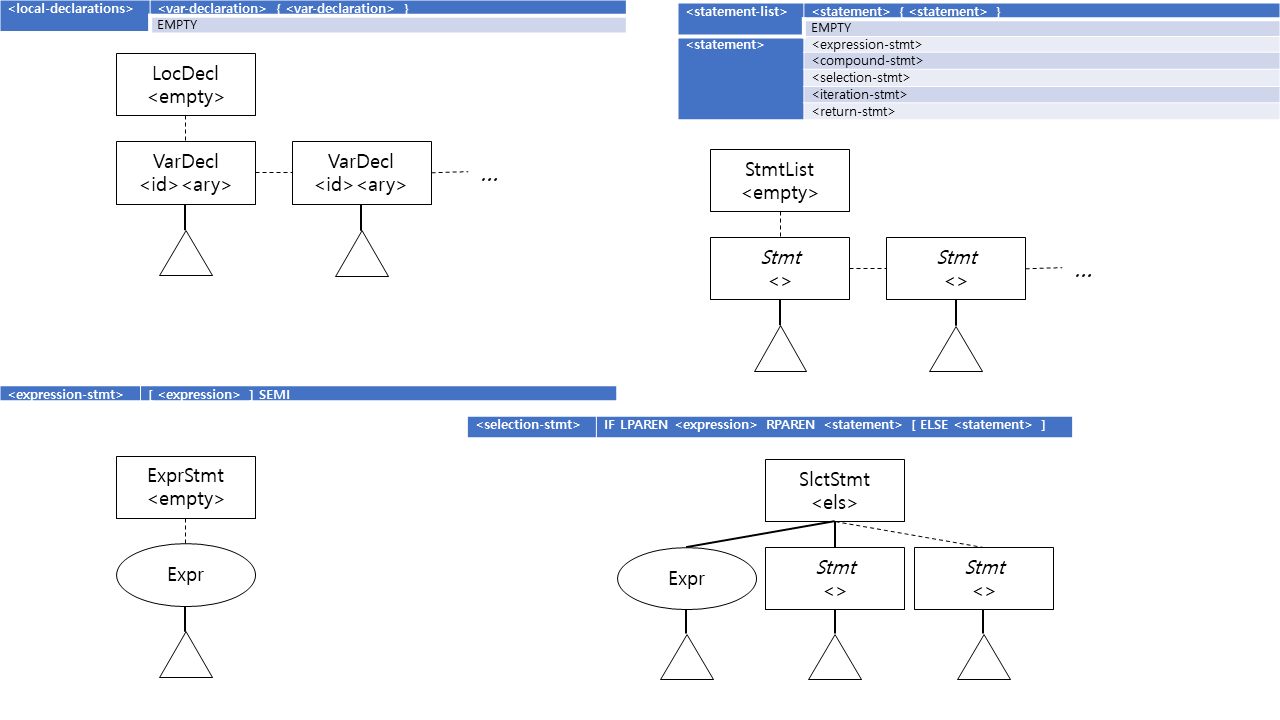 <local-declarations> <var-declaration> { <var-declaration> }
EMPTY
LocDecl
<empty>
VarDecl
<id> <ary>
VarDecl
<id> <ary>
...
<statement-list> <statement> { <statement> }
EMPTY
<statement> <expression-stmt>
<compound-stmt>
<selection-stmt>
<iteration-stmt>
<return-stmt>
StmtList
<empty>
Stmt
<>
Stmt
<>
...
<expression-stmt> [ <expression> ] SEMI
ExprStmt
<empty>
Expr
<selection-stmt> IF LPAREN <expression> RPAREN <statement> [ ELSE <statement> ]
SlctStmt
<els>
Expr
Stmt
<>
Stmt
<>